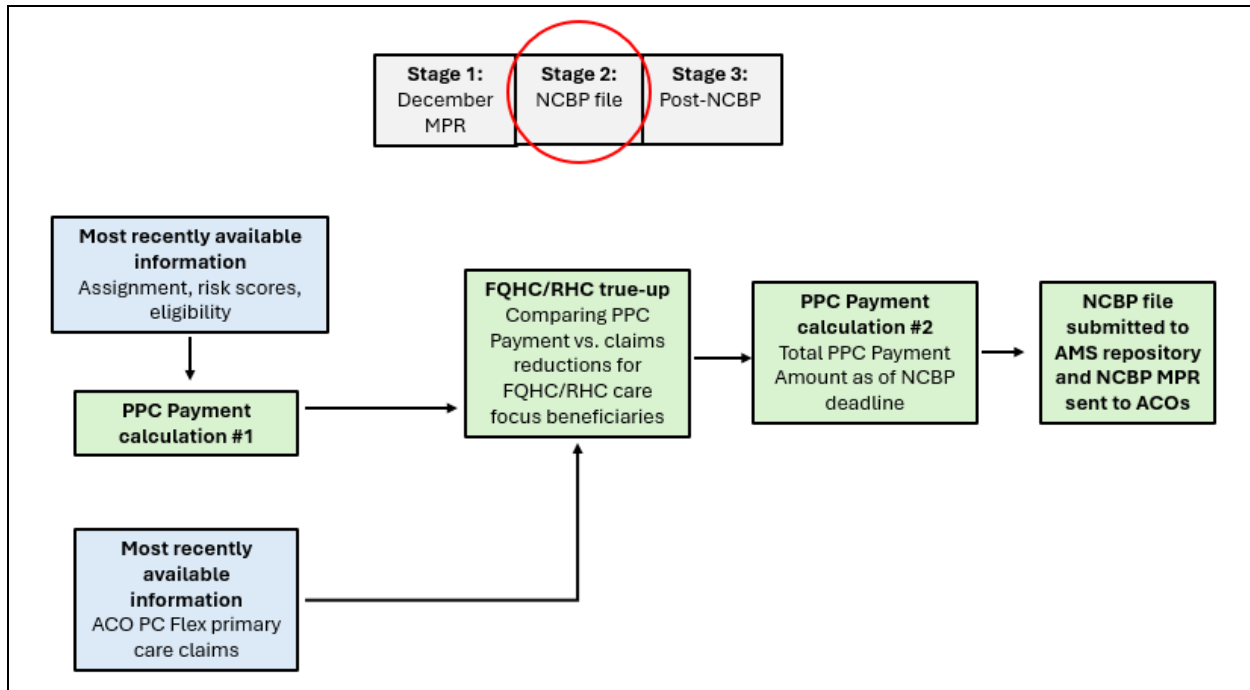 Stage 1:
December
MPR
Stage 2:
NCBP file
Stage 3:
Post-NCBP
Most recently available
information
Assignment, risk scores,
eligibility
PPC Payment
calculation #1
Most recently
available
information
ACO PC Flex primary
care claims
FQHC/RHC true-up
Comparing PPC
Payment vs. claims
reductions for
FQHC/RHC care
focus beneficiaries
PPC Payment
calculation #2
Total PPC Payment
Amount as of NCBP
deadline
NCBP file
submitted to
AMS repository
and NCBP MPR
sent to ACOs